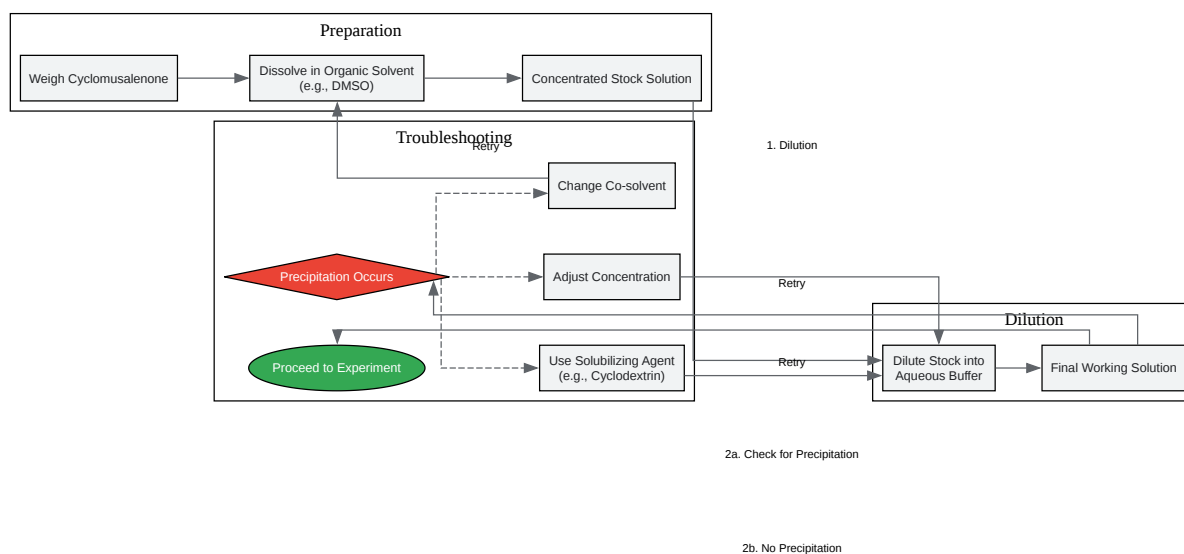 Preparation
Weigh Cyclomusalenone
Dissolve in Organic Solvent
(e.g., DMSO)
Concentrated Stock Solution
Troubleshooting
Retry
1. Dilution
Change Co-solvent
Precipitation Occurs
Adjust Concentration
Retry
Dilution
Proceed to Experiment
Use Solubilizing Agent
(e.g., Cyclodextrin)
Retry
Dilute Stock into
Aqueous Buffer
Final Working Solution
2a. Check for Precipitation
2b. No Precipitation